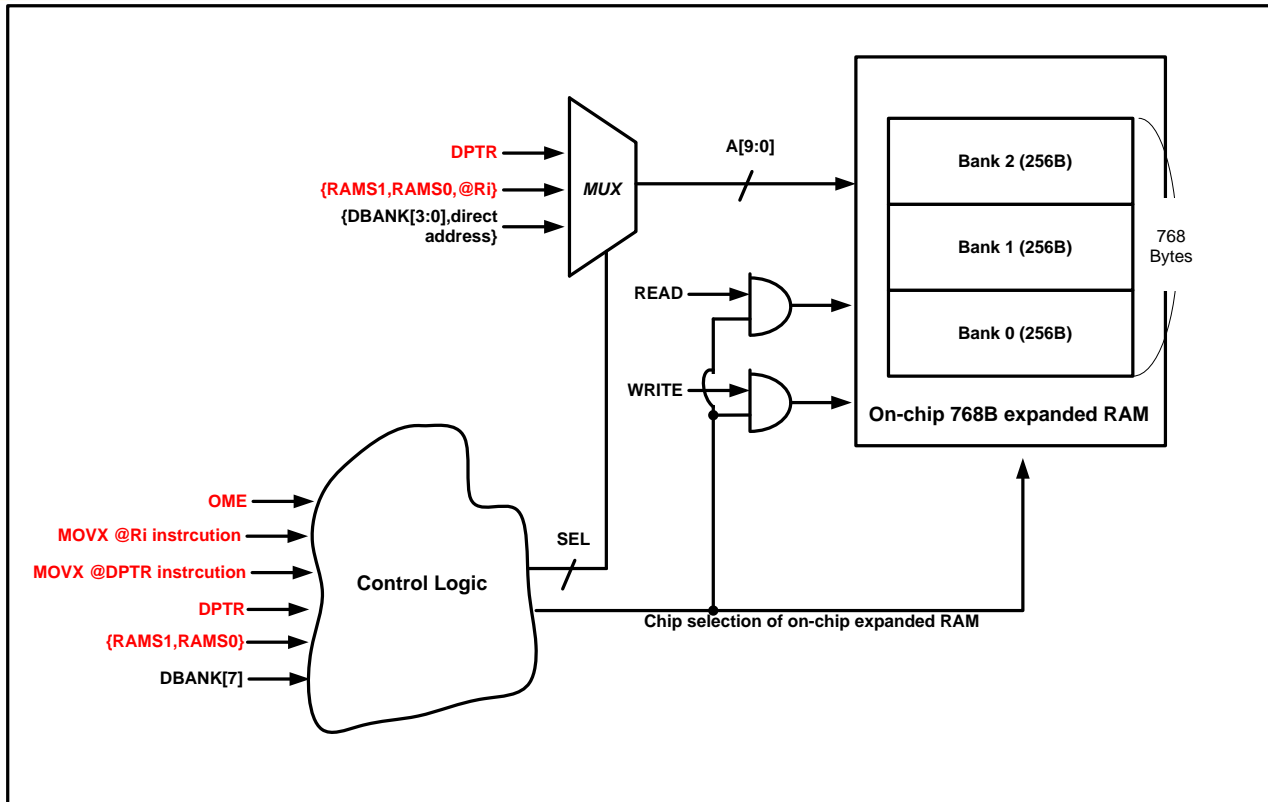 DPTR
{RAMS1,RAMS0,@Ri}
{DBANK[3:0],direct
address}
MUX
A[9:0]
Bank 2 (256B)
Bank 1 (256B)
Bank 0 (256B)
768
Bytes
On-chip 768B expanded RAM
READ
WRITE
OME
MOVX @Ri instrcution
MOVX @DPTR instrcution
DPTR
{RAMS1,RAMS0}
DBANK[7]
Control Logic
SEL
Chip selection of on-chip expanded RAM